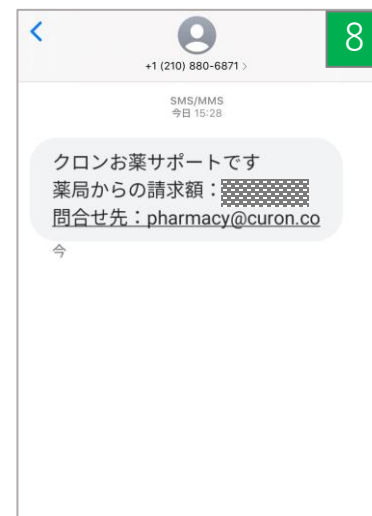 8
+1 (210) 880-6871 >
SMS/MMS
今日 15:28
クロンお薬サポートです
薬局からの請求額：
問合せ先：pharmacy@curon.co
今